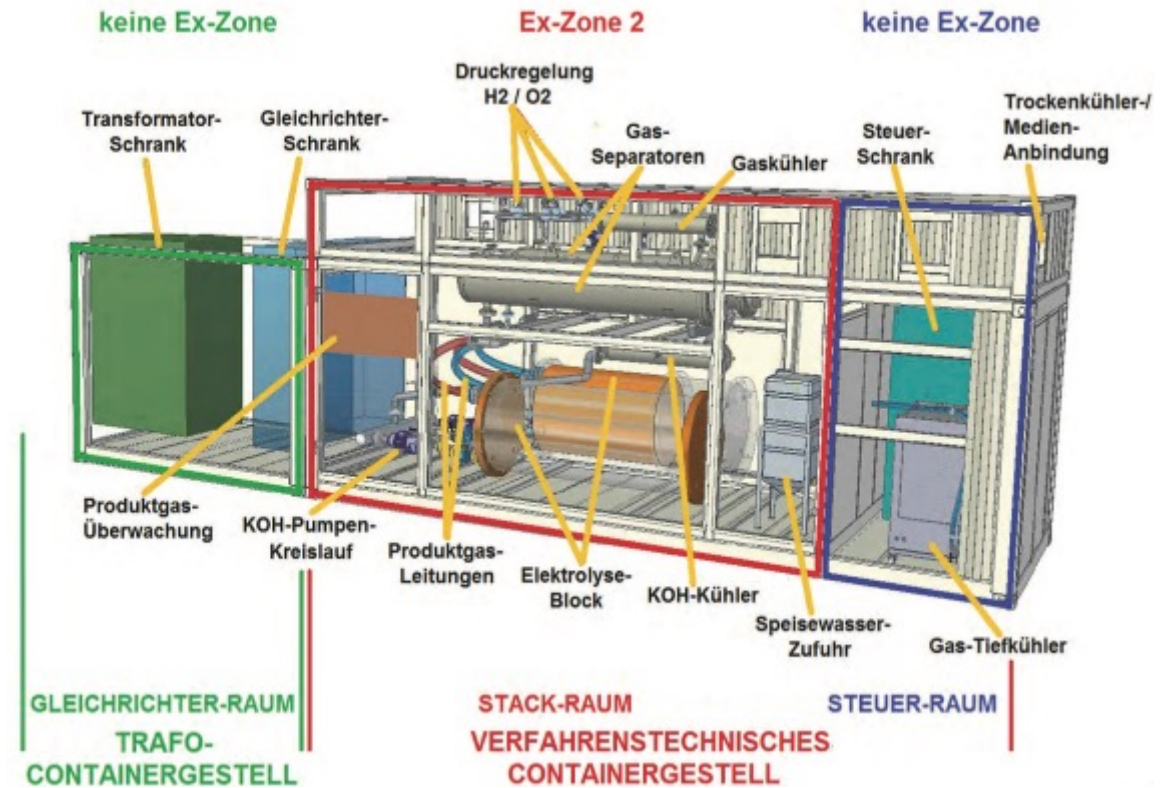 keine Ex-Zone
Ex-Zone 2
keine Ex-Zone
Druckregelung
H2 / O2
Transformator-
Schrank
Gleichrichter-
Schrank
Gas-
Separatoren
Gaskühler
Steuer-
Schrank
Trockenkühler-/
Medien-
Anbindung
Produktgas-
Überwachung
KOH-Pumpen-
Kreislauf
Produktgas-
Leitungen
Elektrolyse-
Block
KOH-Kühler
Speisewasser-
Zufuhr
Gas-Tiefkühler
GLEICHRICHTER-RAUM
STACK-RAUM
STEUER-RAUM
TRAFO-
CONTAINERGESTELL
VERFAHRENSTECHNISCHES
CONTAINERGESTELL